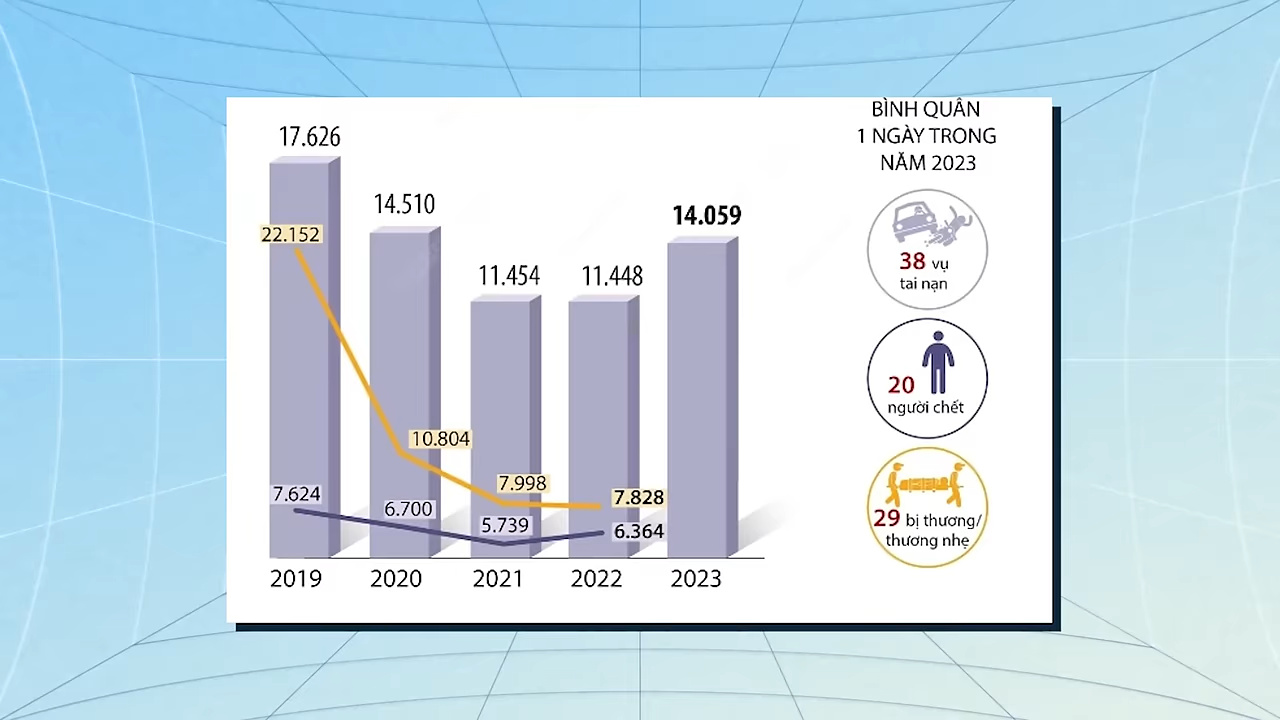 17.626
14.510
11.454
11.448
14.059
22.152
10.804
7.998
7.828
7.624
6.700
5.739
6.364
2019
2020
2021
2022
2023
BÌNH QUÂN
1 NGÀY TRONG
NĂM 2023
38 vụ
tai nạn
20
người chết
29 bị thương/
thương nhẹ